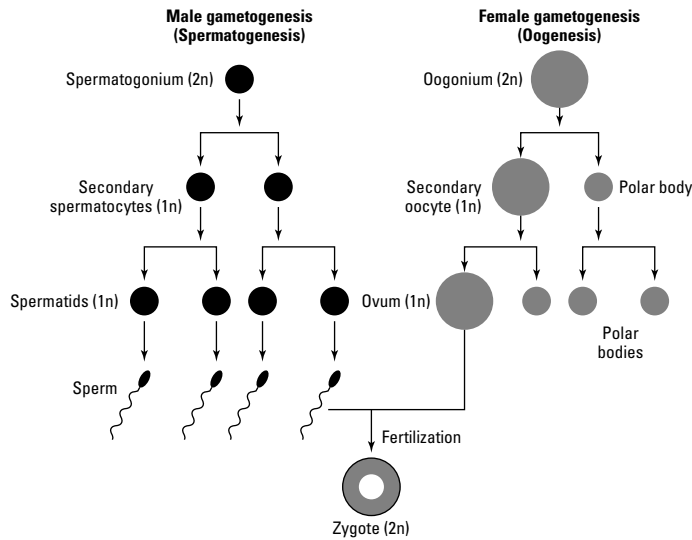 Male gametogenesis
(Spermatogenesis)
Female gametogenesis
(Oogenesis)
Spermatogonium (2n)
Oogonium (2n)
Secondary
spermatocytes (1n)
Secondary
oocyte (1n)
Polar body
Spermatids (1n)
Ovum (1n)
Polar
bodies
Sperm
Fertilization
Zygote (2n)